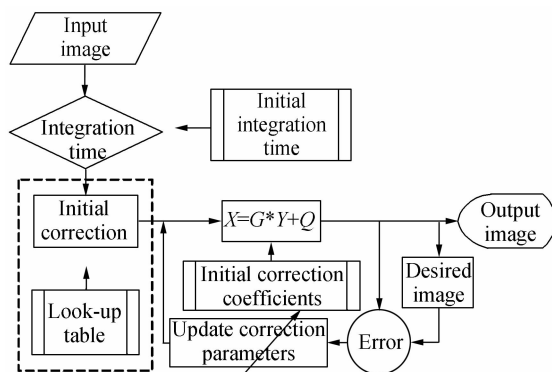 Input
image
Integration
time
Initial
integration
time
Initial
correction
X=G*Y+Q
Output
image
Look-up
table
Initial correction
coefficients
Desired
image
Update correction
parameters
Error